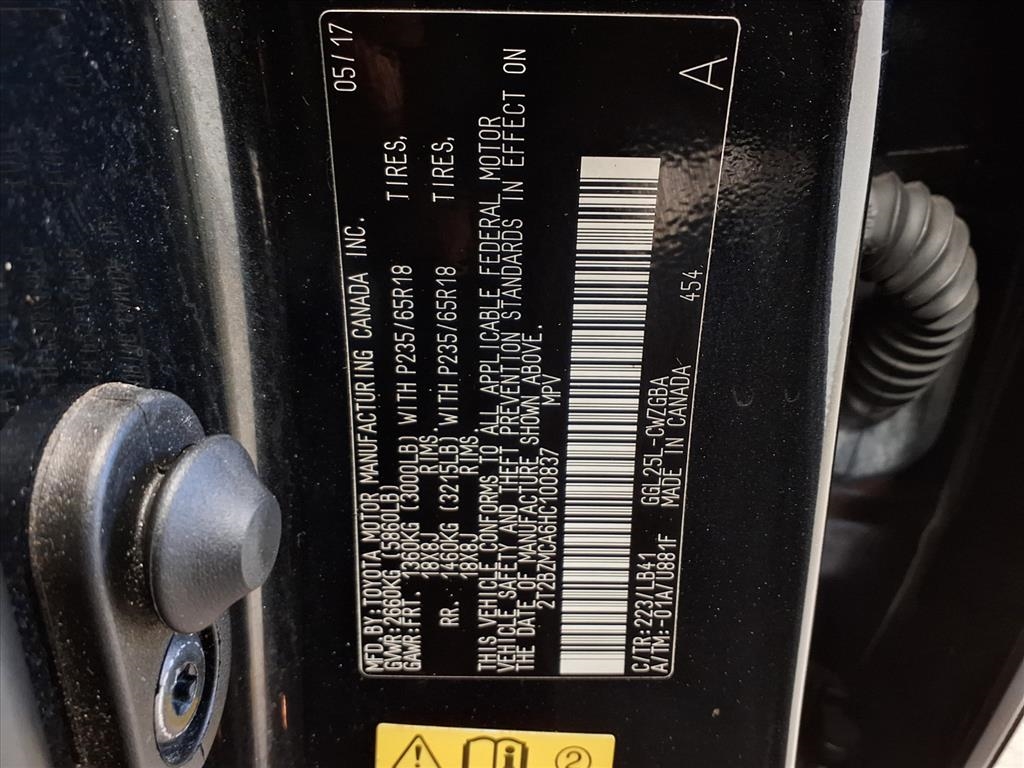 MFD.BY:TOYOTA MOTOR MANUFACTURING CANADA INC. 05/17
GVWR:2660KG (5860LB)
GAWR:FRT. 1360KG (3000LB) WITH P235/65R18 TIRES,
18X8J RIMS
RR. 1460KG (3215LB) WITH P235/65R18 TIRES,
18X8J RIMS
THIS VEHICLE CONFORMS TO ALL APPLICABLE FEDERAL MOTOR
VEHICLE SAFETY AND THEFT PREVENTION STANDARDS IN EFFECT ON
THE DATE OF MANUFACTURE SHOWN ABOVE.
2T2BZMCA6HC100837 MPV
C/TR:223/LB41 GGL25L-CWZGBA 454 A
A/TM:-01A/U881F MADE IN CANADA